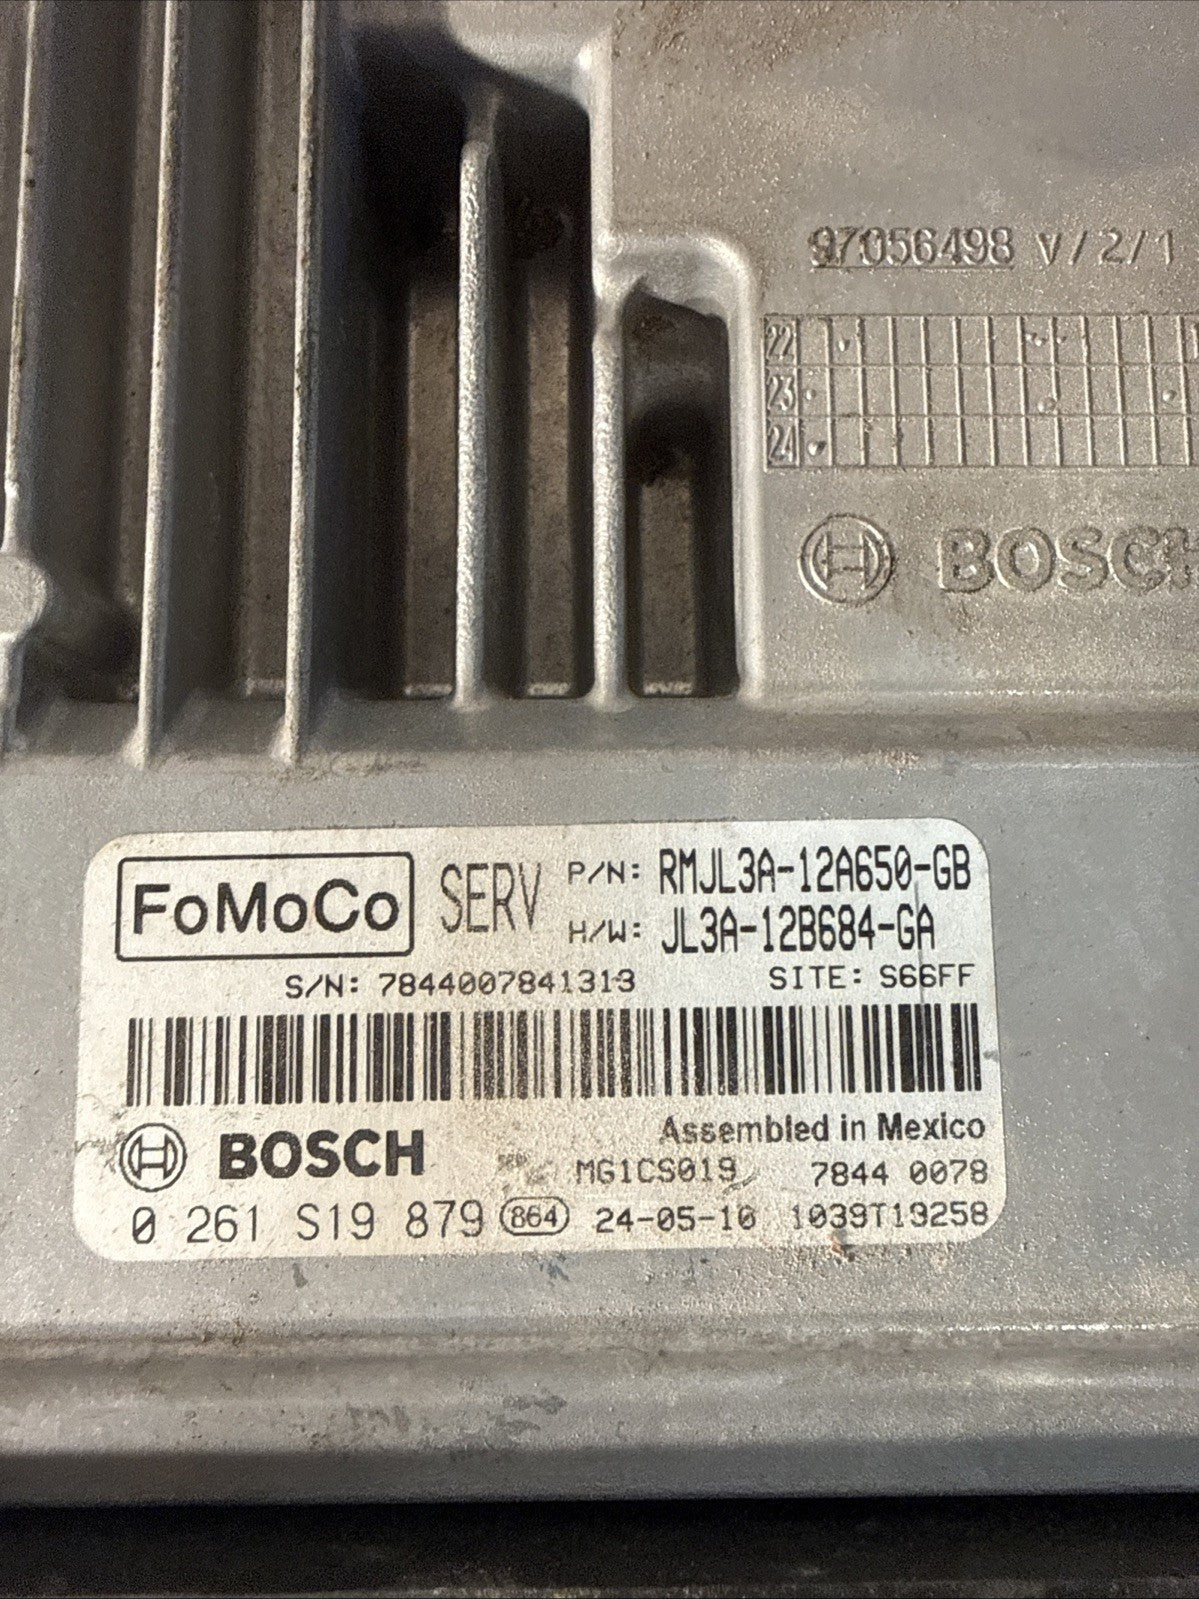 97056498 V/2/1
22
23
24
BOSCH
FoMoCo SERV P/N: RMJL3A-12A650-GB
H/W: JL3A-12B684-GA
S/N: 7844007841313 SITE: S66FF
BOSCH Assembled in Mexico
MG1CS019 7844 0078
0 261 S19 879 864 24-05-10 1039T19258